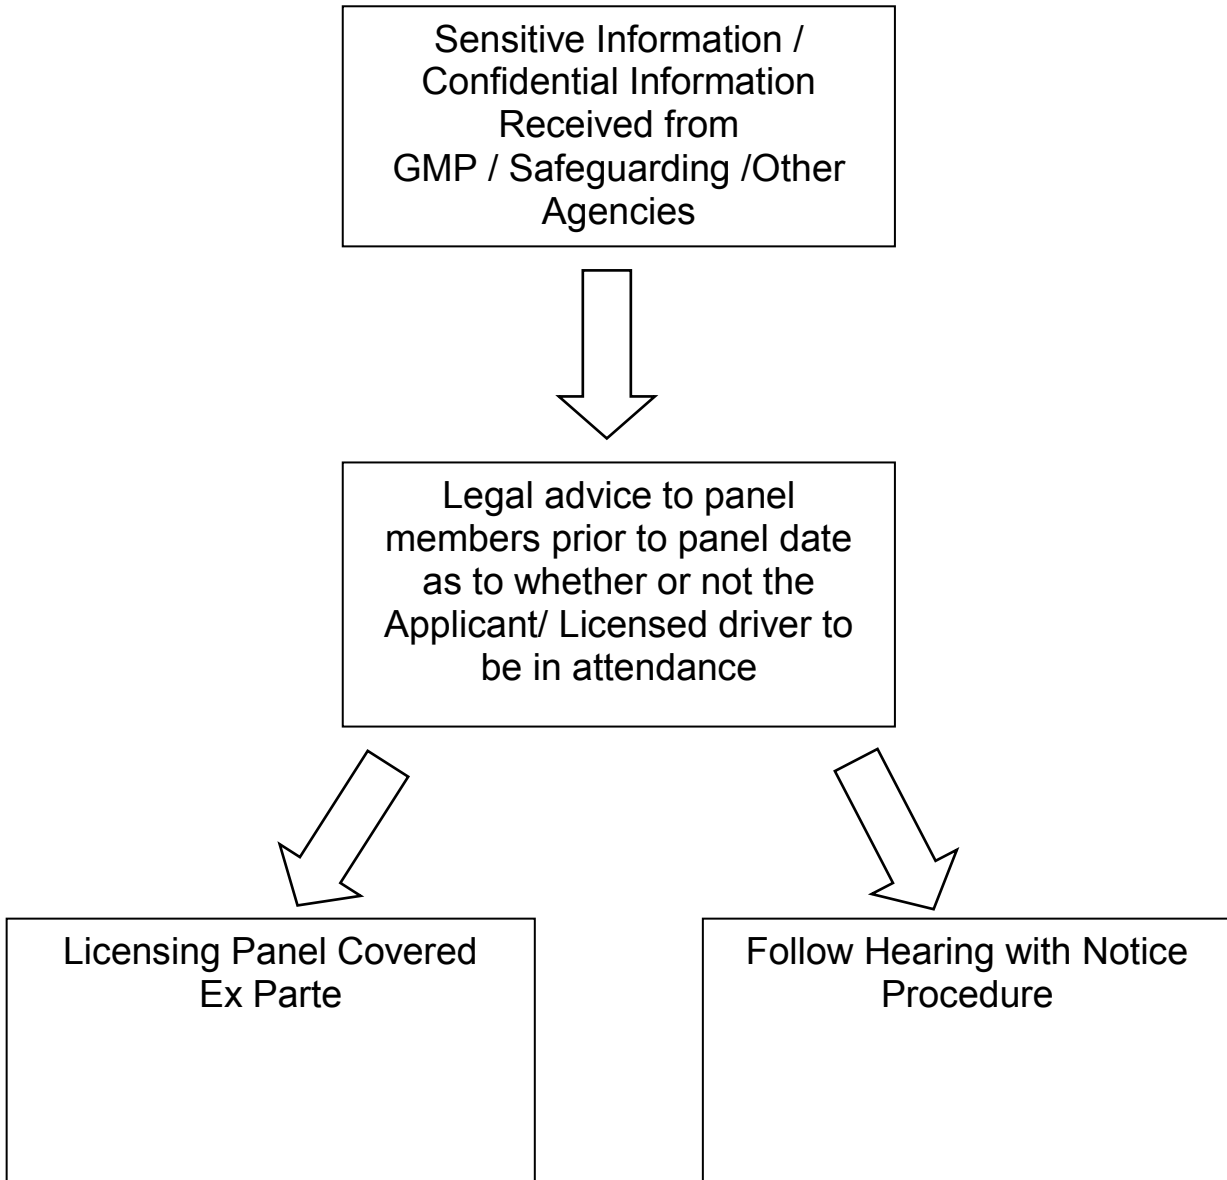 Sensitive Information /
Confidential Information
Received from
GMP / Safeguarding /Other
Agencies
Legal advice to panel
members prior to panel date
as to whether or not the
Applicant/ Licensed driver to
be in attendance
Licensing Panel Covered
Ex Parte
Follow Hearing with Notice
Procedure